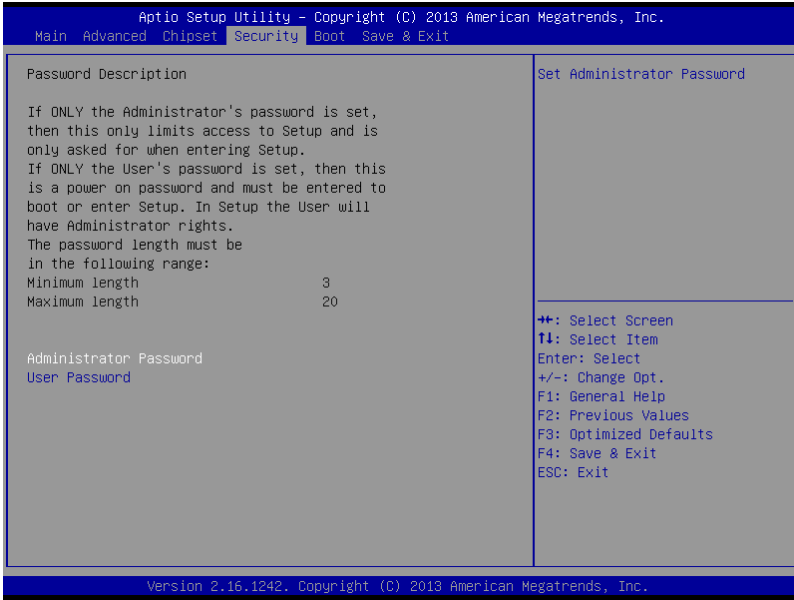 Aptio Setup Utility – Copyright (C) 2013 American Megatrends, Inc.
Main Advanced Chipset Security Boot Save & Exit
Password Description
If ONLY the Administrator's password is set,
then this only limits access to Setup and is
only asked for when entering Setup.
If ONLY the User's password is set, then this
is a power on password and must be entered to
boot or enter Setup. In Setup the User will
have Administrator rights.
The password length must be
in the following range:
Minimum length 3
Maximum length 20
Administrator Password
User Password
Set Administrator Password
→←: Select Screen
↑↓: Select Item
Enter: Select
+/-: Change Opt.
F1: General Help
F2: Previous Values
F3: Optimized Defaults
F4: Save & Exit
ESC: Exit
Version 2.16.1242. Copyright (C) 2013 American Megatrends, Inc.